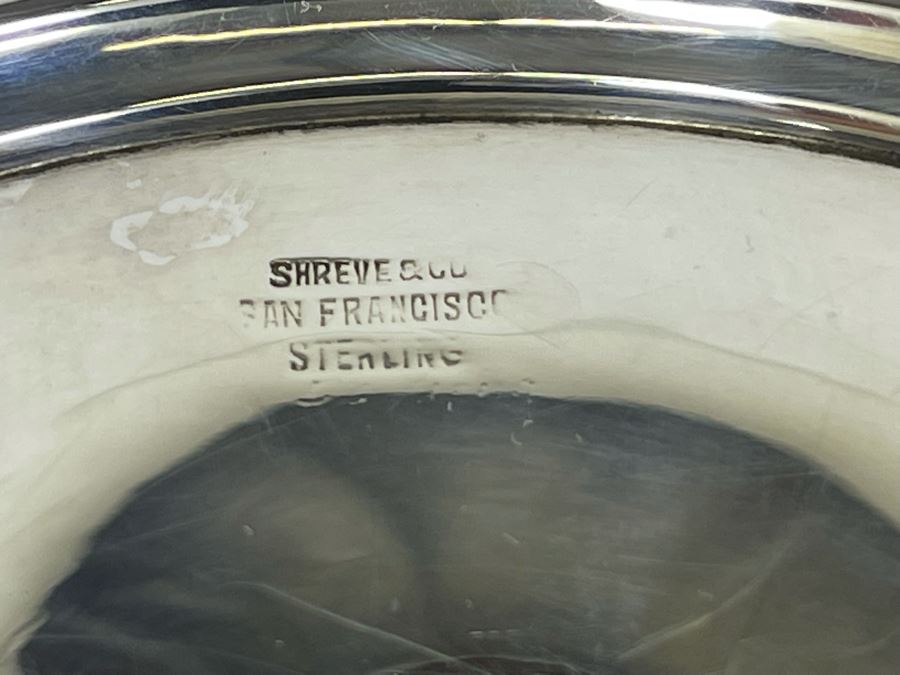 SHREVE & CO
SAN FRANCISCO
STERLING